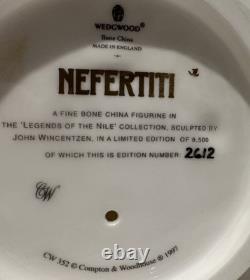 WEDGWOOD®
Bone China
MADE IN ENGLAND
NEFERTITI
A FINE BONE CHINA FIGURINE IN
THE 'LEGENDS OF THE NILE' COLLECTION, SCULPTED BY
JOHN WINCENTZEN, IN A LIMITED EDITION OF 9,500
OF WHICH THIS IS EDITION NUMBER: 2612
CW
CW 352 © Compton & Woodhouse 1997